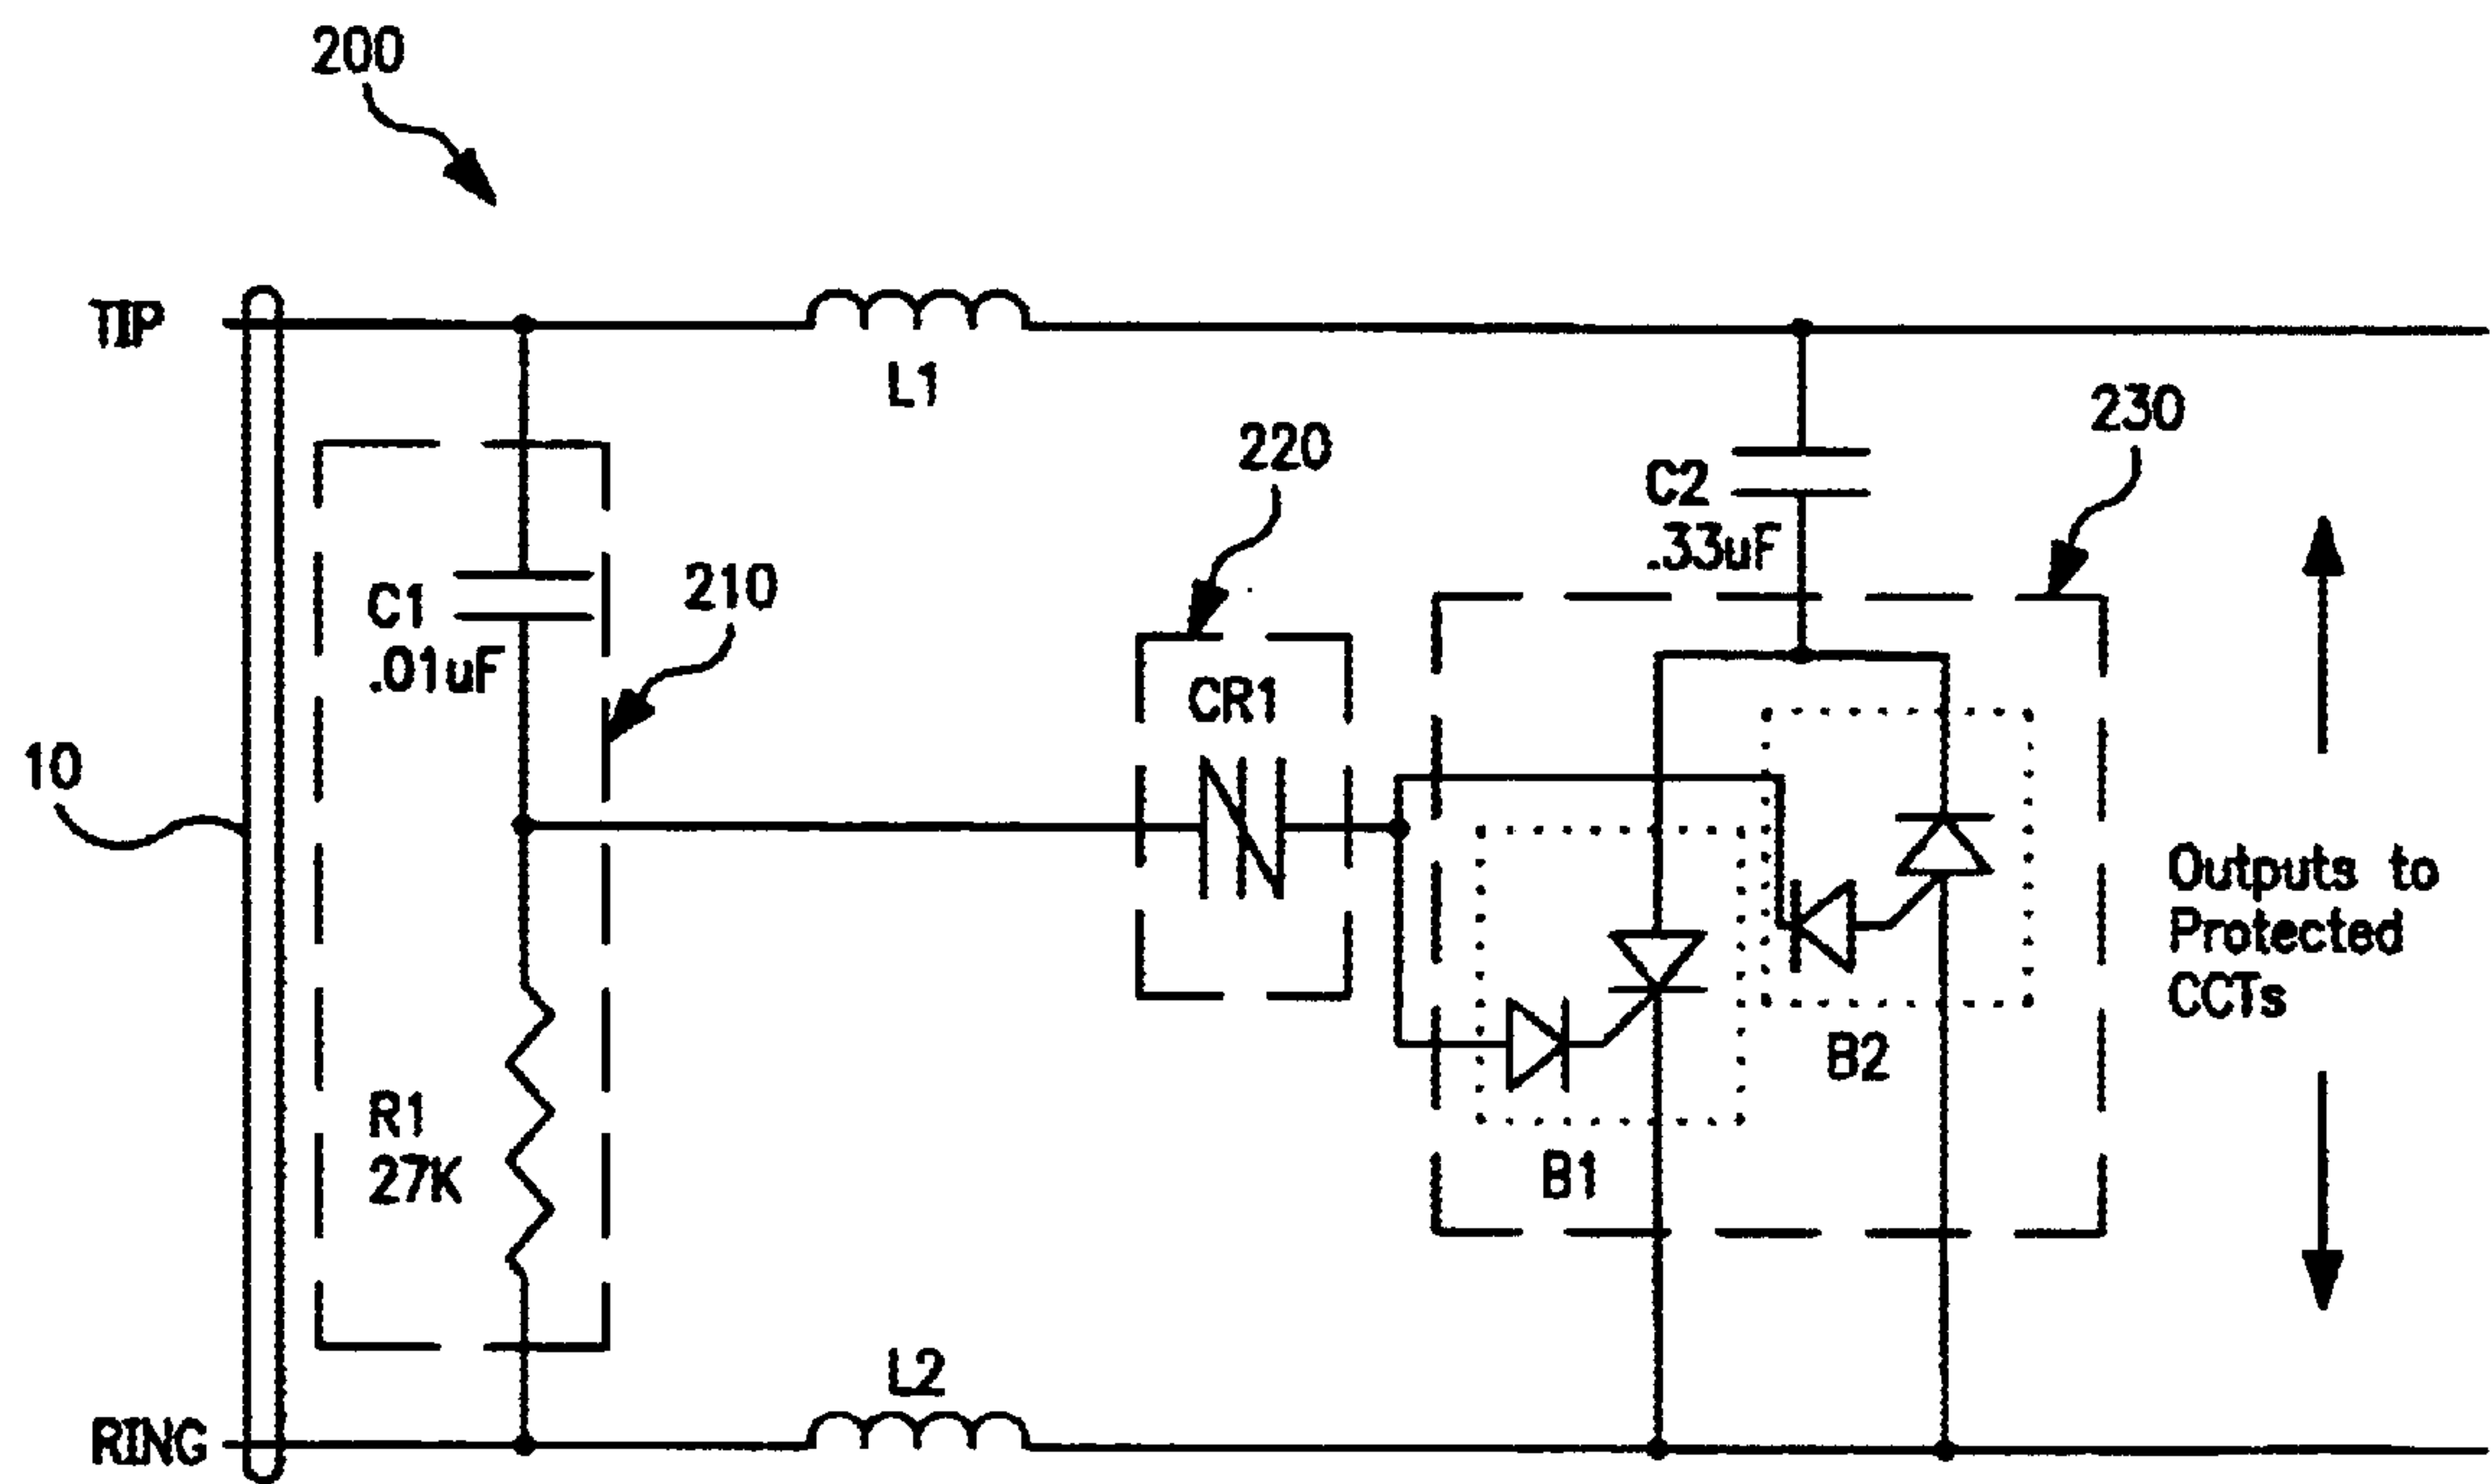 200
TIP
L1
230
220
C2
.33uF
210
C1
.01uF
CR1
10
Outputs to
Protected
CCTs
B2
R1
27K
B1
L2
RING